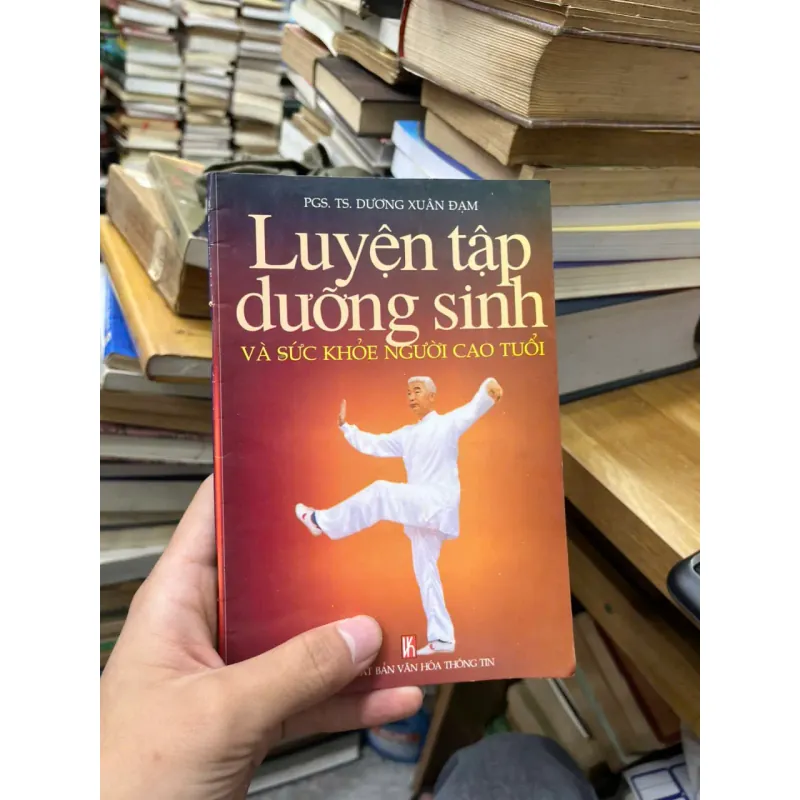 PGS. TS. DƯƠNG XUÂN ĐẠM
Luyện tập
dưỡng sinh
VÀ SỨC KHỎE NGƯỜI CAO TUỔI
BẢN VĂN HÓA THÔNG TIN